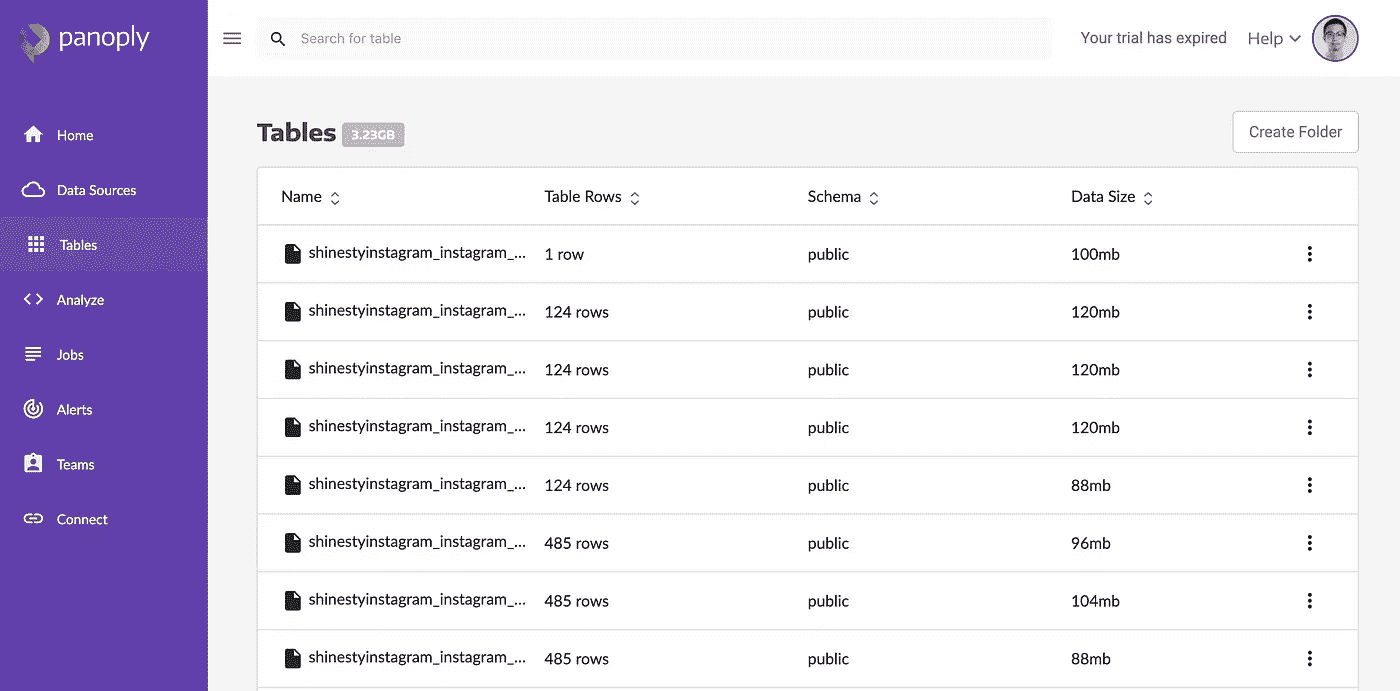 panoply
Search for table
Your trial has expired
Help
Home
Data Sources
Tables
Analyze
Jobs
Alerts
Teams
Connect
Tables 3.23GB
Create Folder
Name Table Rows Schema Data Size
shinestyinstagram_instagram_... 1 row public 100mb
shinestyinstagram_instagram_... 124 rows public 120mb
shinestyinstagram_instagram_... 124 rows public 120mb
shinestyinstagram_instagram_... 124 rows public 120mb
shinestyinstagram_instagram_... 124 rows public 88mb
shinestyinstagram_instagram_... 485 rows public 96mb
shinestyinstagram_instagram_... 485 rows public 104mb
shinestyinstagram_instagram_... 485 rows public 88mb